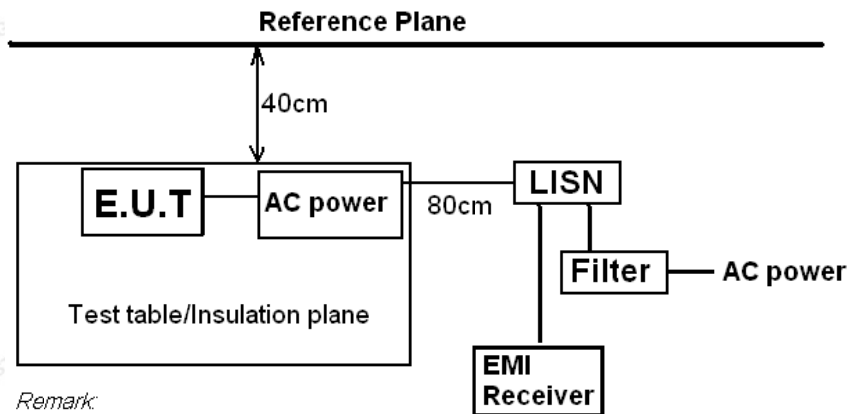 Reference Plane
40cm
E.U.T
AC power
80cm
LISN
Filter
AC power
Test table/Insulation plane
EMI
Receiver
Remark: